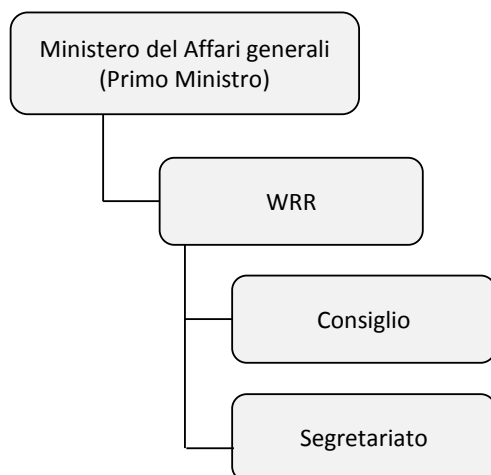 Ministero del Affari generali
(Primo Ministro)
WRR
Consiglio
Segretariato